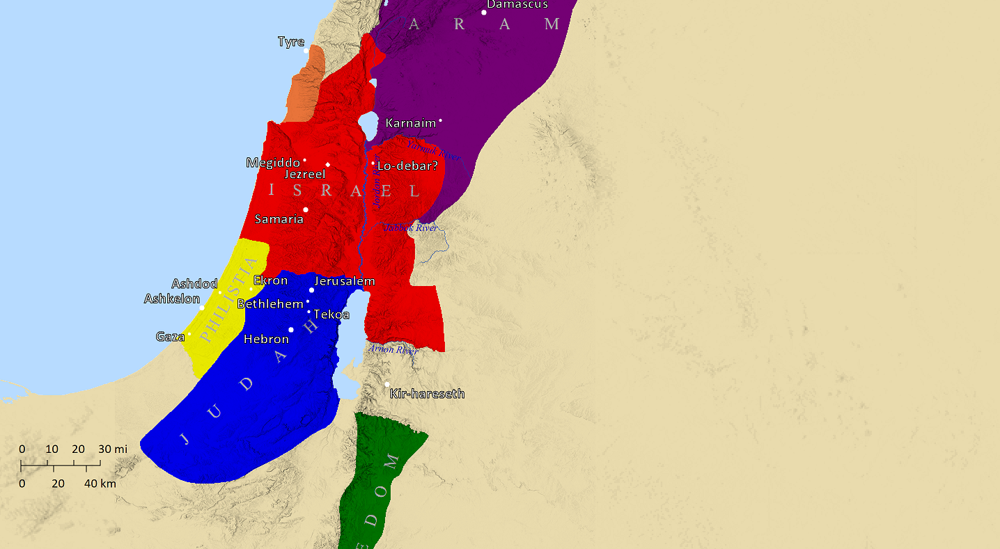 Damascus
A R A M
Tyre
Karnaim
Yarmuk River
Megiddo
Lo-debar?
Jezreel
Jordan River
I S R A E L
Samaria
Jabbok River
PHILISTIA
Ashdod
Ekron
Jerusalem
Ashkelon
Bethlehem
Tekoa
Gaza
Hebron
J U D A H
Arnon River
Kir-hareseth
E D O M
0 10 20 30 mi
0 20 40 km